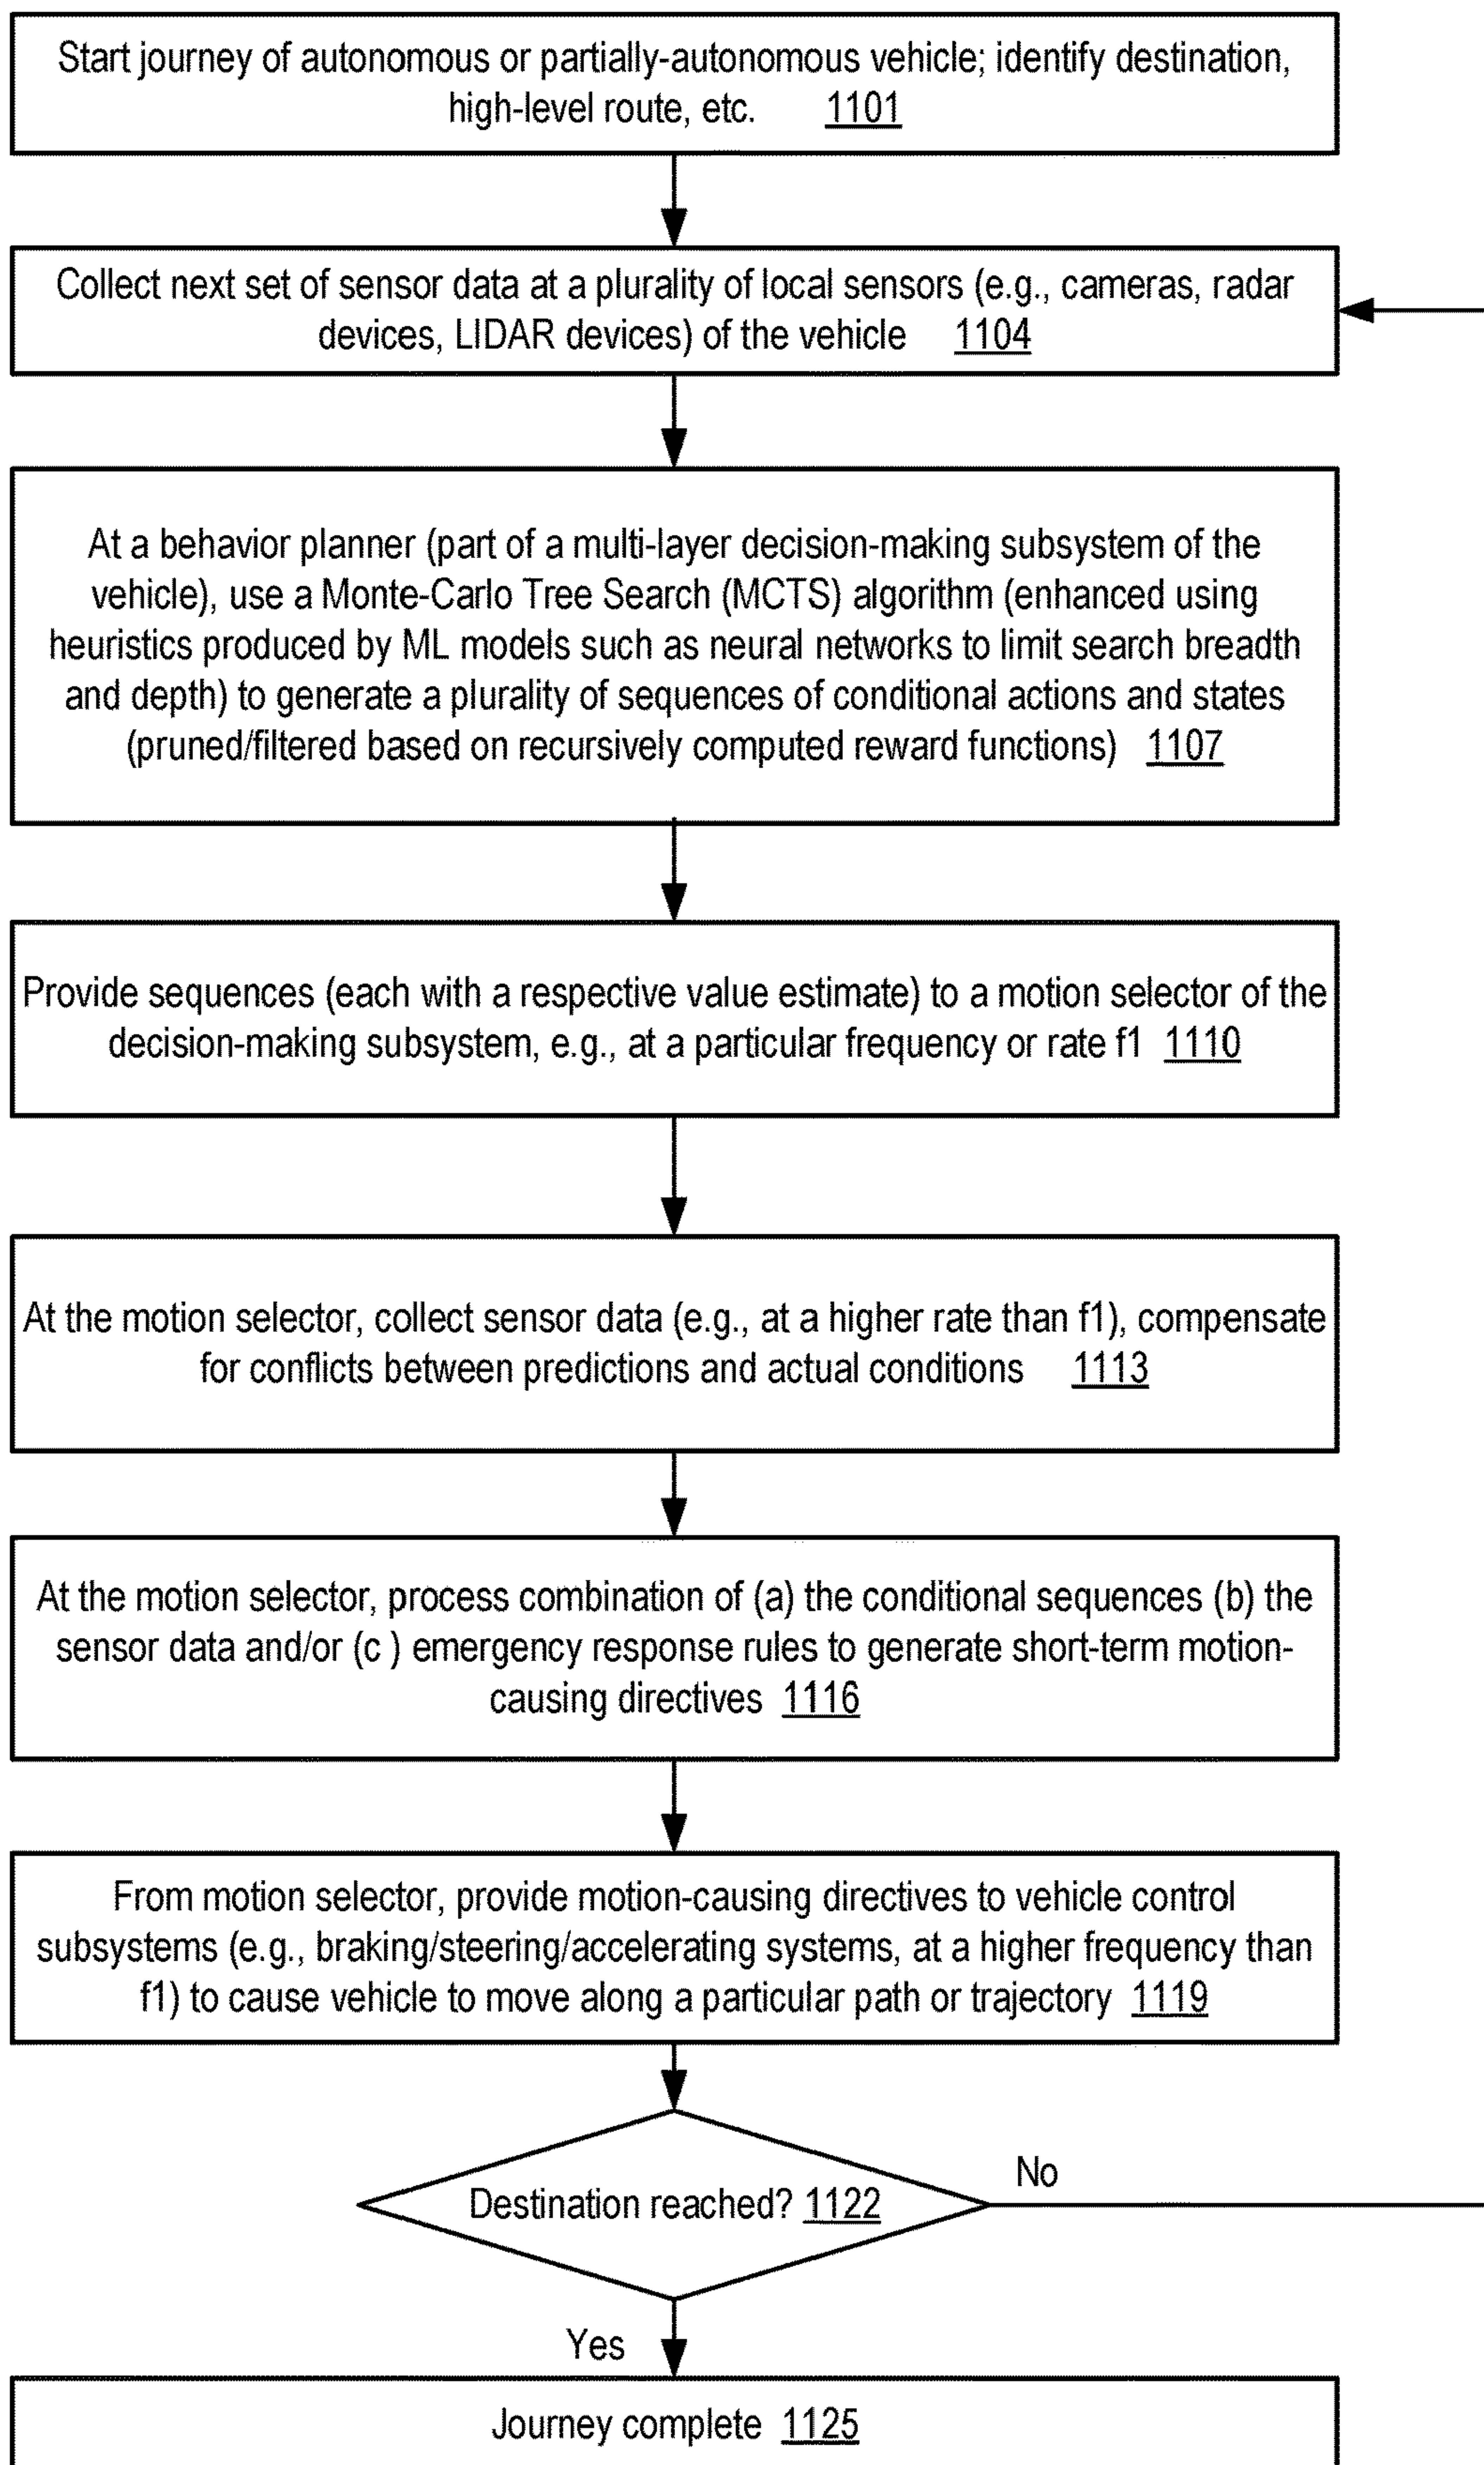 Start journey of autonomous or partially-autonomous vehicle; identify destination,
high-level route, etc. 1101
Collect next set of sensor data at a plurality of local sensors (e.g., cameras, radar
devices, LIDAR devices) of the vehicle 1104
At a behavior planner (part of a multi-layer decision-making subsystem of the
vehicle), use a Monte-Carlo Tree Search (MCTS) algorithm (enhanced using
heuristics produced by ML models such as neural networks to limit search breadth
and depth) to generate a plurality of sequences of conditional actions and states
(pruned/filtered based on recursively computed reward functions) 1107
Provide sequences (each with a respective value estimate) to a motion selector of the
decision-making subsystem, e.g., at a particular frequency or rate f1 1110
At the motion selector, collect sensor data (e.g., at a higher rate than f1), compensate
for conflicts between predictions and actual conditions 1113
At the motion selector, process combination of (a) the conditional sequences (b) the
sensor data and/or (c ) emergency response rules to generate short-term motion-
causing directives 1116
From motion selector, provide motion-causing directives to vehicle control
subsystems (e.g., braking/steering/accelerating systems, at a higher frequency than
f1) to cause vehicle to move along a particular path or trajectory 1119
No
Destination reached? 1122
Yes
Journey complete 1125